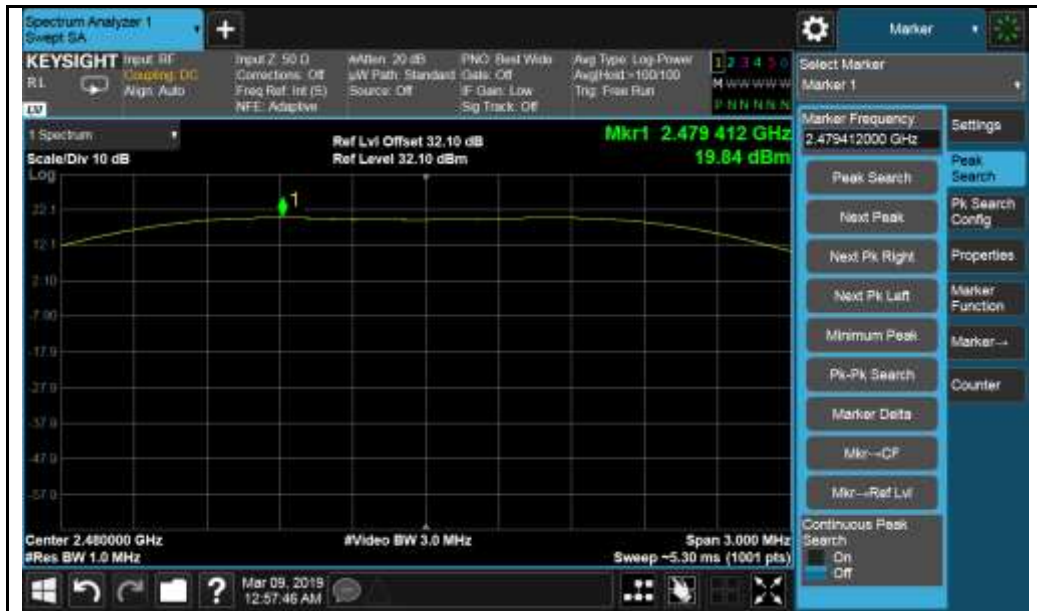 Spectrum Analyzer 1
Swept SA
+
Marker
KEYSIGHT
RL
Input: RF
Coupling: DC
Align: Auto
Input Z: 50 Ω
Corrections: Off
Freq Ref: Int (S)
NFE: Adaptive
#Atten: 20 dB
µW Path: Standard
Source: Off
PNO: Best Wide
Gate: Off
IF Gain: Low
Sig Track: Off
Avg Type: Log-Power
Avg|Hold:>100/100
Trig: Free Run
1 2 3 4 5 6
M W W W W W
P N N N N N
Select Marker
Marker 1
1 Spectrum
Scale/Div 10 dB
Log
Ref Lvl Offset 32.10 dB
Ref Level 32.10 dBm
Mkr1 2.479 412 GHz
19.84 dBm
1
22.1
12.1
2.10
-7.90
-17.9
-27.9
-37.9
-47.9
-57.9
Center 2.480000 GHz
#Res BW 1.0 MHz
#Video BW 3.0 MHz
Span 3.000 MHz
Sweep ~5.30 ms (1001 pts)
Marker Frequency
2.479412000 GHz
Peak Search
Next Peak
Next Pk Right
Next Pk Left
Minimum Peak
Pk-Pk Search
Marker Delta
Mkr→CF
Mkr→Ref Lvl
Continuous Peak
Search
On
Off
Settings
Peak
Search
Pk Search
Config
Properties
Marker
Function
Marker→
Counter
?
Mar 09, 2019
12:57:46 AM